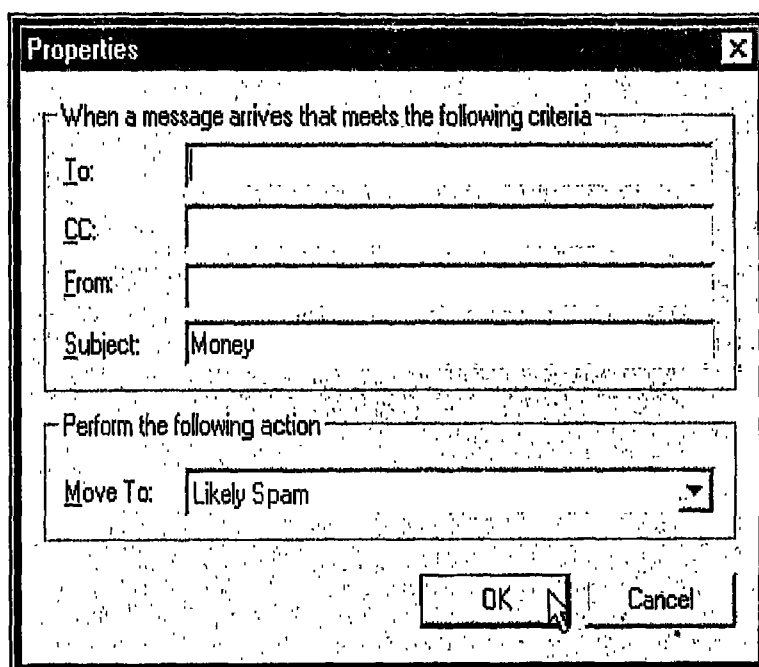 Properties
When a message arrives that meets the following criteria
To:
CC:
From:
Subject: Money
Perform the following action
Move To: Likely Spam
OK Cancel